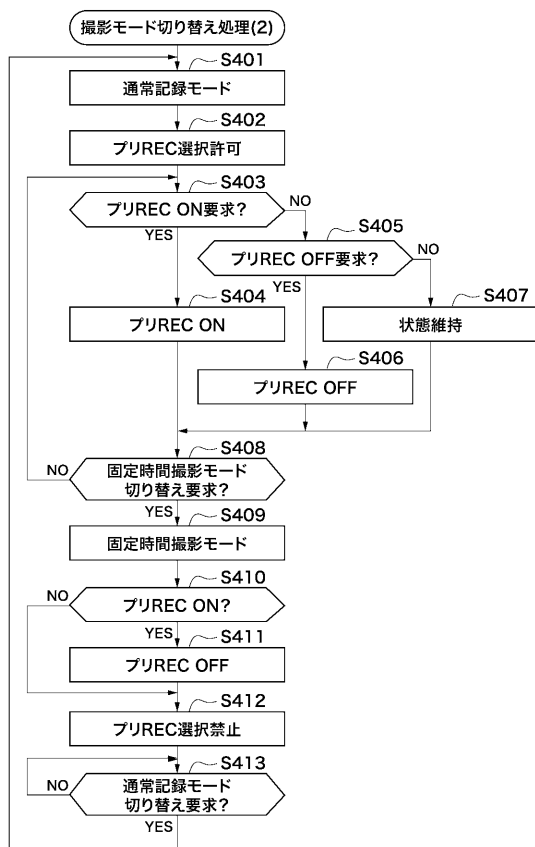 撮影モード切り替え処理(2)
S401
通常記録モード
S402
プリREC選択許可
S403
プリREC ON要求?
NO
YES
S405
プリREC OFF要求?
NO
YES
S404
プリREC ON
S407
状態維持
S406
プリREC OFF
S408
固定時間撮影モード
切り替え要求?
NO
YES
S409
固定時間撮影モード
S410
プリREC ON?
NO
YES
S411
プリREC OFF
S412
プリREC選択禁止
S413
通常記録モード
切り替え要求?
NO
YES